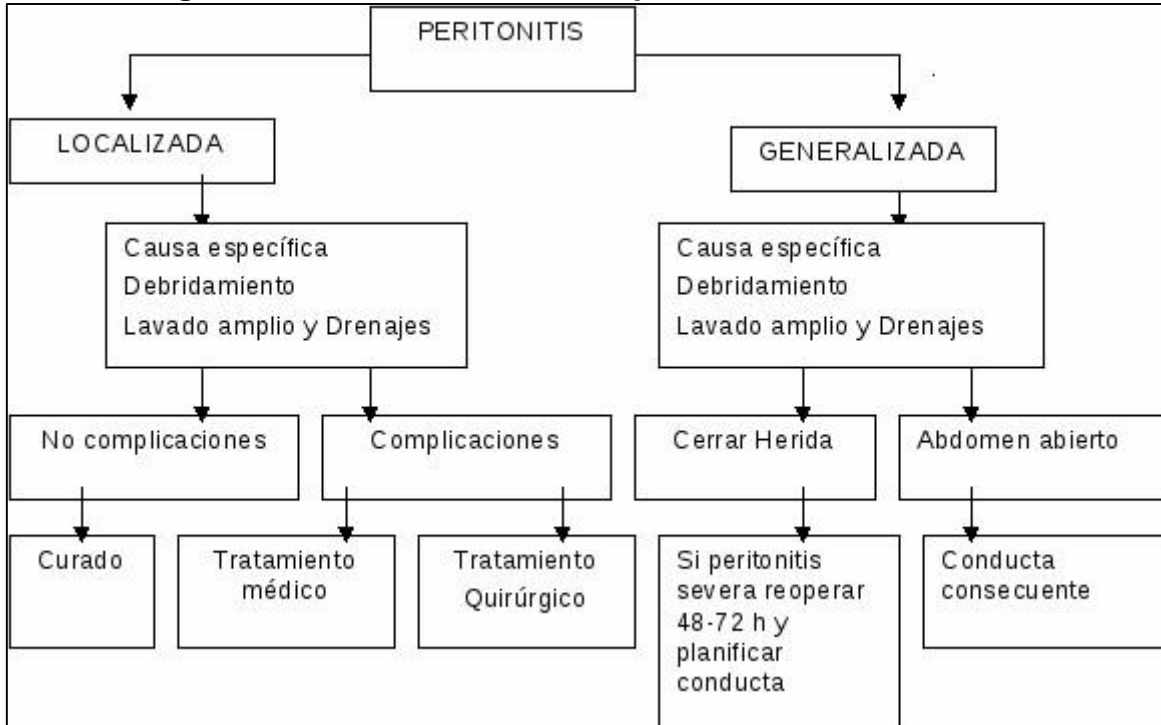 PERITONITIS
LOCALIZADA
GENERALIZADA
Causa específica
Debridamiento
Lavado amplio y Drenajes
Causa específica
Debridamiento
Lavado amplio y Drenajes
No complicaciones
Complicaciones
Cerrar Herida
Abdomen abierto
Curado
Tratamiento
médico
Tratamiento
Quirúrgico
Si peritonitis
severa reoperar
48-72 h y
planificar
conducta
Conducta
consecuente